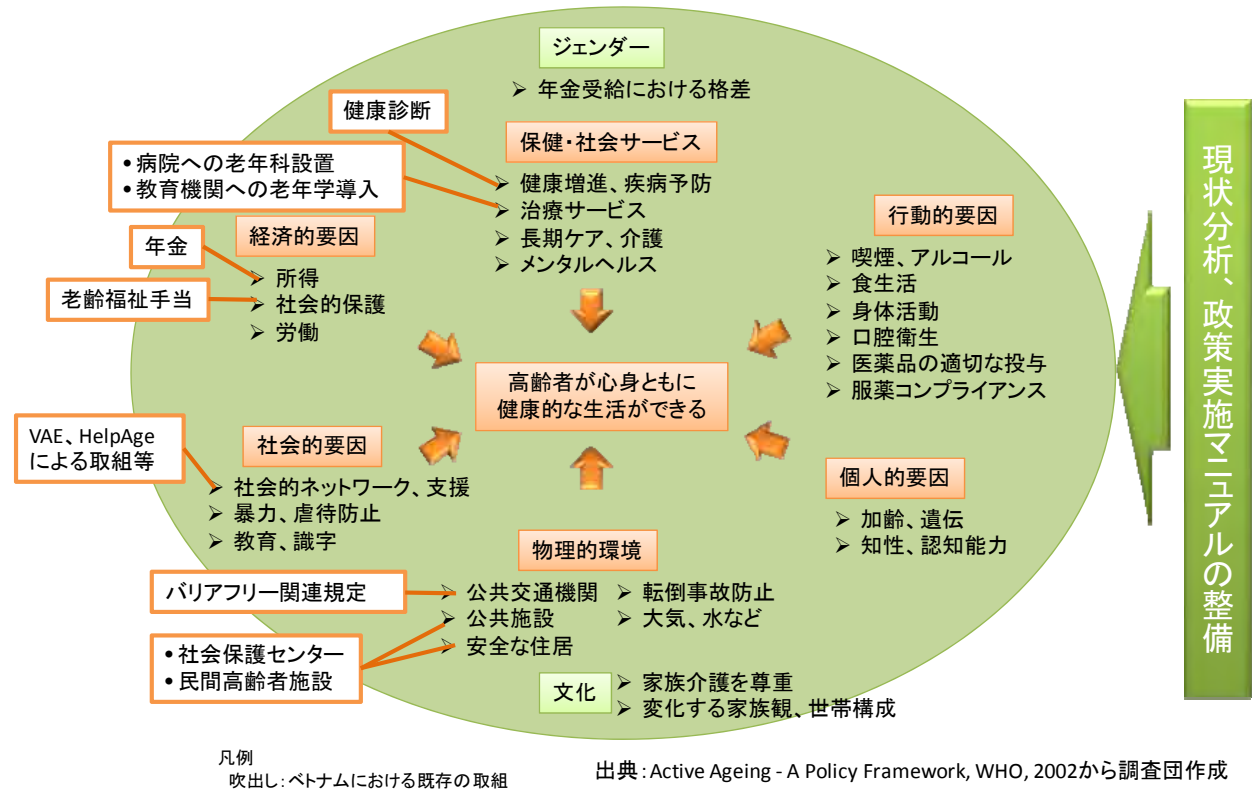 ジェンダー
➢ 年金受給における格差
健康診断
保健・社会サービス
• 病院への老年科設置
• 教育機関への老年学導入
➢ 健康増進、疾病予防
➢ 治療サービス
➢ 長期ケア、介護
➢ メンタルヘルス
年金
経済的要因
老齢福祉手当
➢ 所得
➢ 社会的保護
➢ 労働
行動的要因
➢ 喫煙、アルコール
➢ 食生活
➢ 身体活動
➢ 口腔衛生
➢ 医薬品の適切な投与
➢ 服薬コンプライアンス
高齢者が心身ともに
健康的な生活ができる
VAE、HelpAge
による取組等
社会的要因
➢ 社会的ネットワーク、支援
➢ 暴力、虐待防止
➢ 教育、識字
個人的要因
➢ 加齢、遺伝
➢ 知性、認知能力
物理的環境
バリアフリー関連規定
➢ 公共交通機関
➢ 公共施設
➢ 安全な住居
➢ 転倒事故防止
➢ 大気、水など
• 社会保護センター
• 民間高齢者施設
文化
➢ 家族介護を尊重
➢ 変化する家族観、世帯構成
現状分析、政策実施マニュアルの整備
凡例
吹出し：ベトナムにおける既存の取組
出典：Active Ageing - A Policy Framework, WHO, 2002から調査団作成